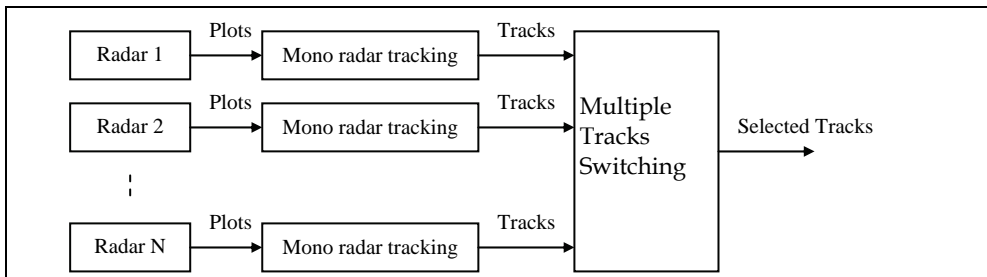 Plots
Tracks
Radar 1
Mono radar tracking
Plots
Tracks
Radar 2
Mono radar tracking
Multiple
Tracks
Switching
Selected Tracks
Plots
Tracks
Radar N
Mono radar tracking